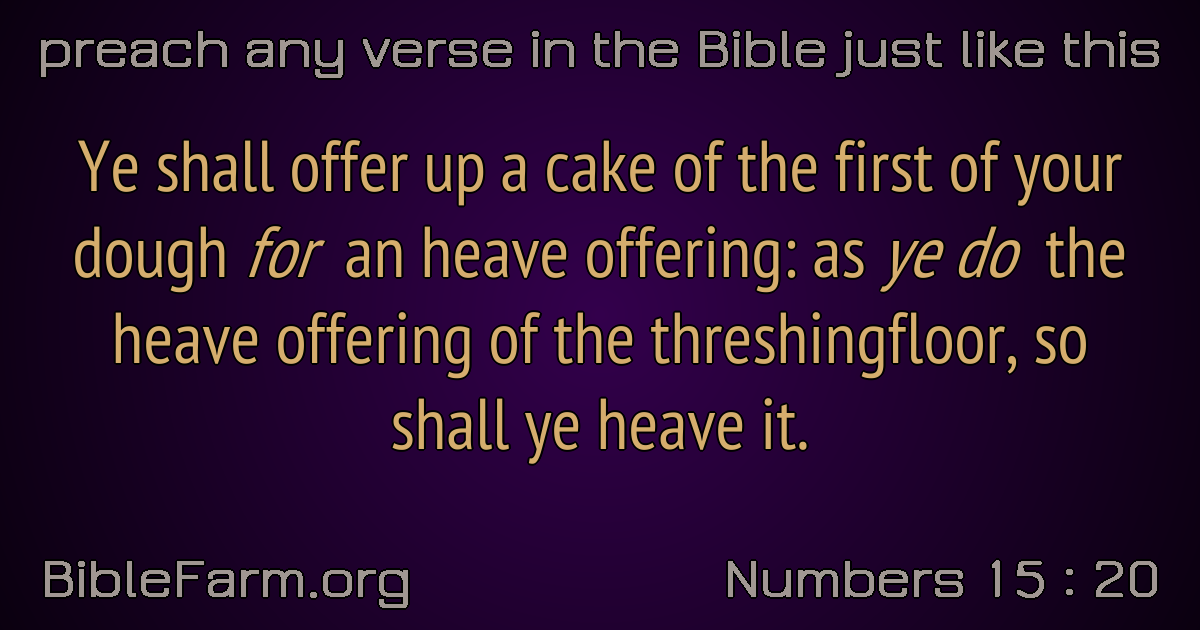 preach any verse in the Bible just like this
Ye shall offer up a cake of the first of your
dough for an heave offering: as ye do the
heave offering of the threshingfloor, so
shall ye heave it.
BibleFarm.org
Numbers 15 : 20